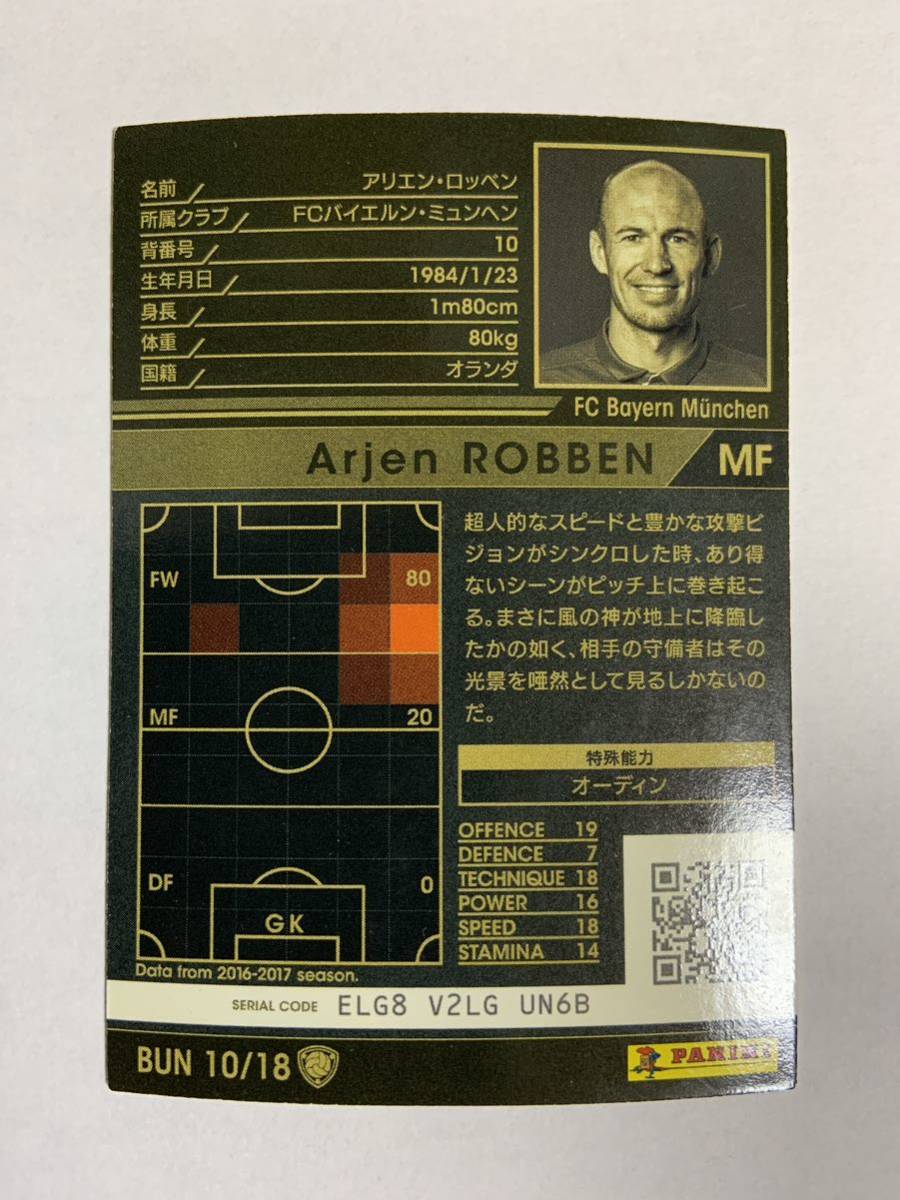 名前 アリエン・ロッベン
所属クラブ FCバイエルン・ミュンヘン
背番号 10
生年月日 1984/1/23
身長 1m80cm
体重 80kg
国籍 オランダ
FC Bayern München
Arjen ROBBEN MF
FW 80
MF 20
DF 0
GK
Data from 2016-2017 season.
超人的なスピードと豊かな攻撃ビ
ジョンがシンクロした時、あり得
ないシーンがピッチ上に巻き起こ
る。まさに風の神が地上に降臨し
たかの如く、相手の守備者はその
光景を唖然として見るしかないの
だ。
特殊能力
オーディン
OFFENCE 19
DEFENCE 7
TECHNIQUE 18
POWER 16
SPEED 18
STAMINA 14
SERIAL CODE ELG8 V2LG UN6B
BUN 10/18
PANINI